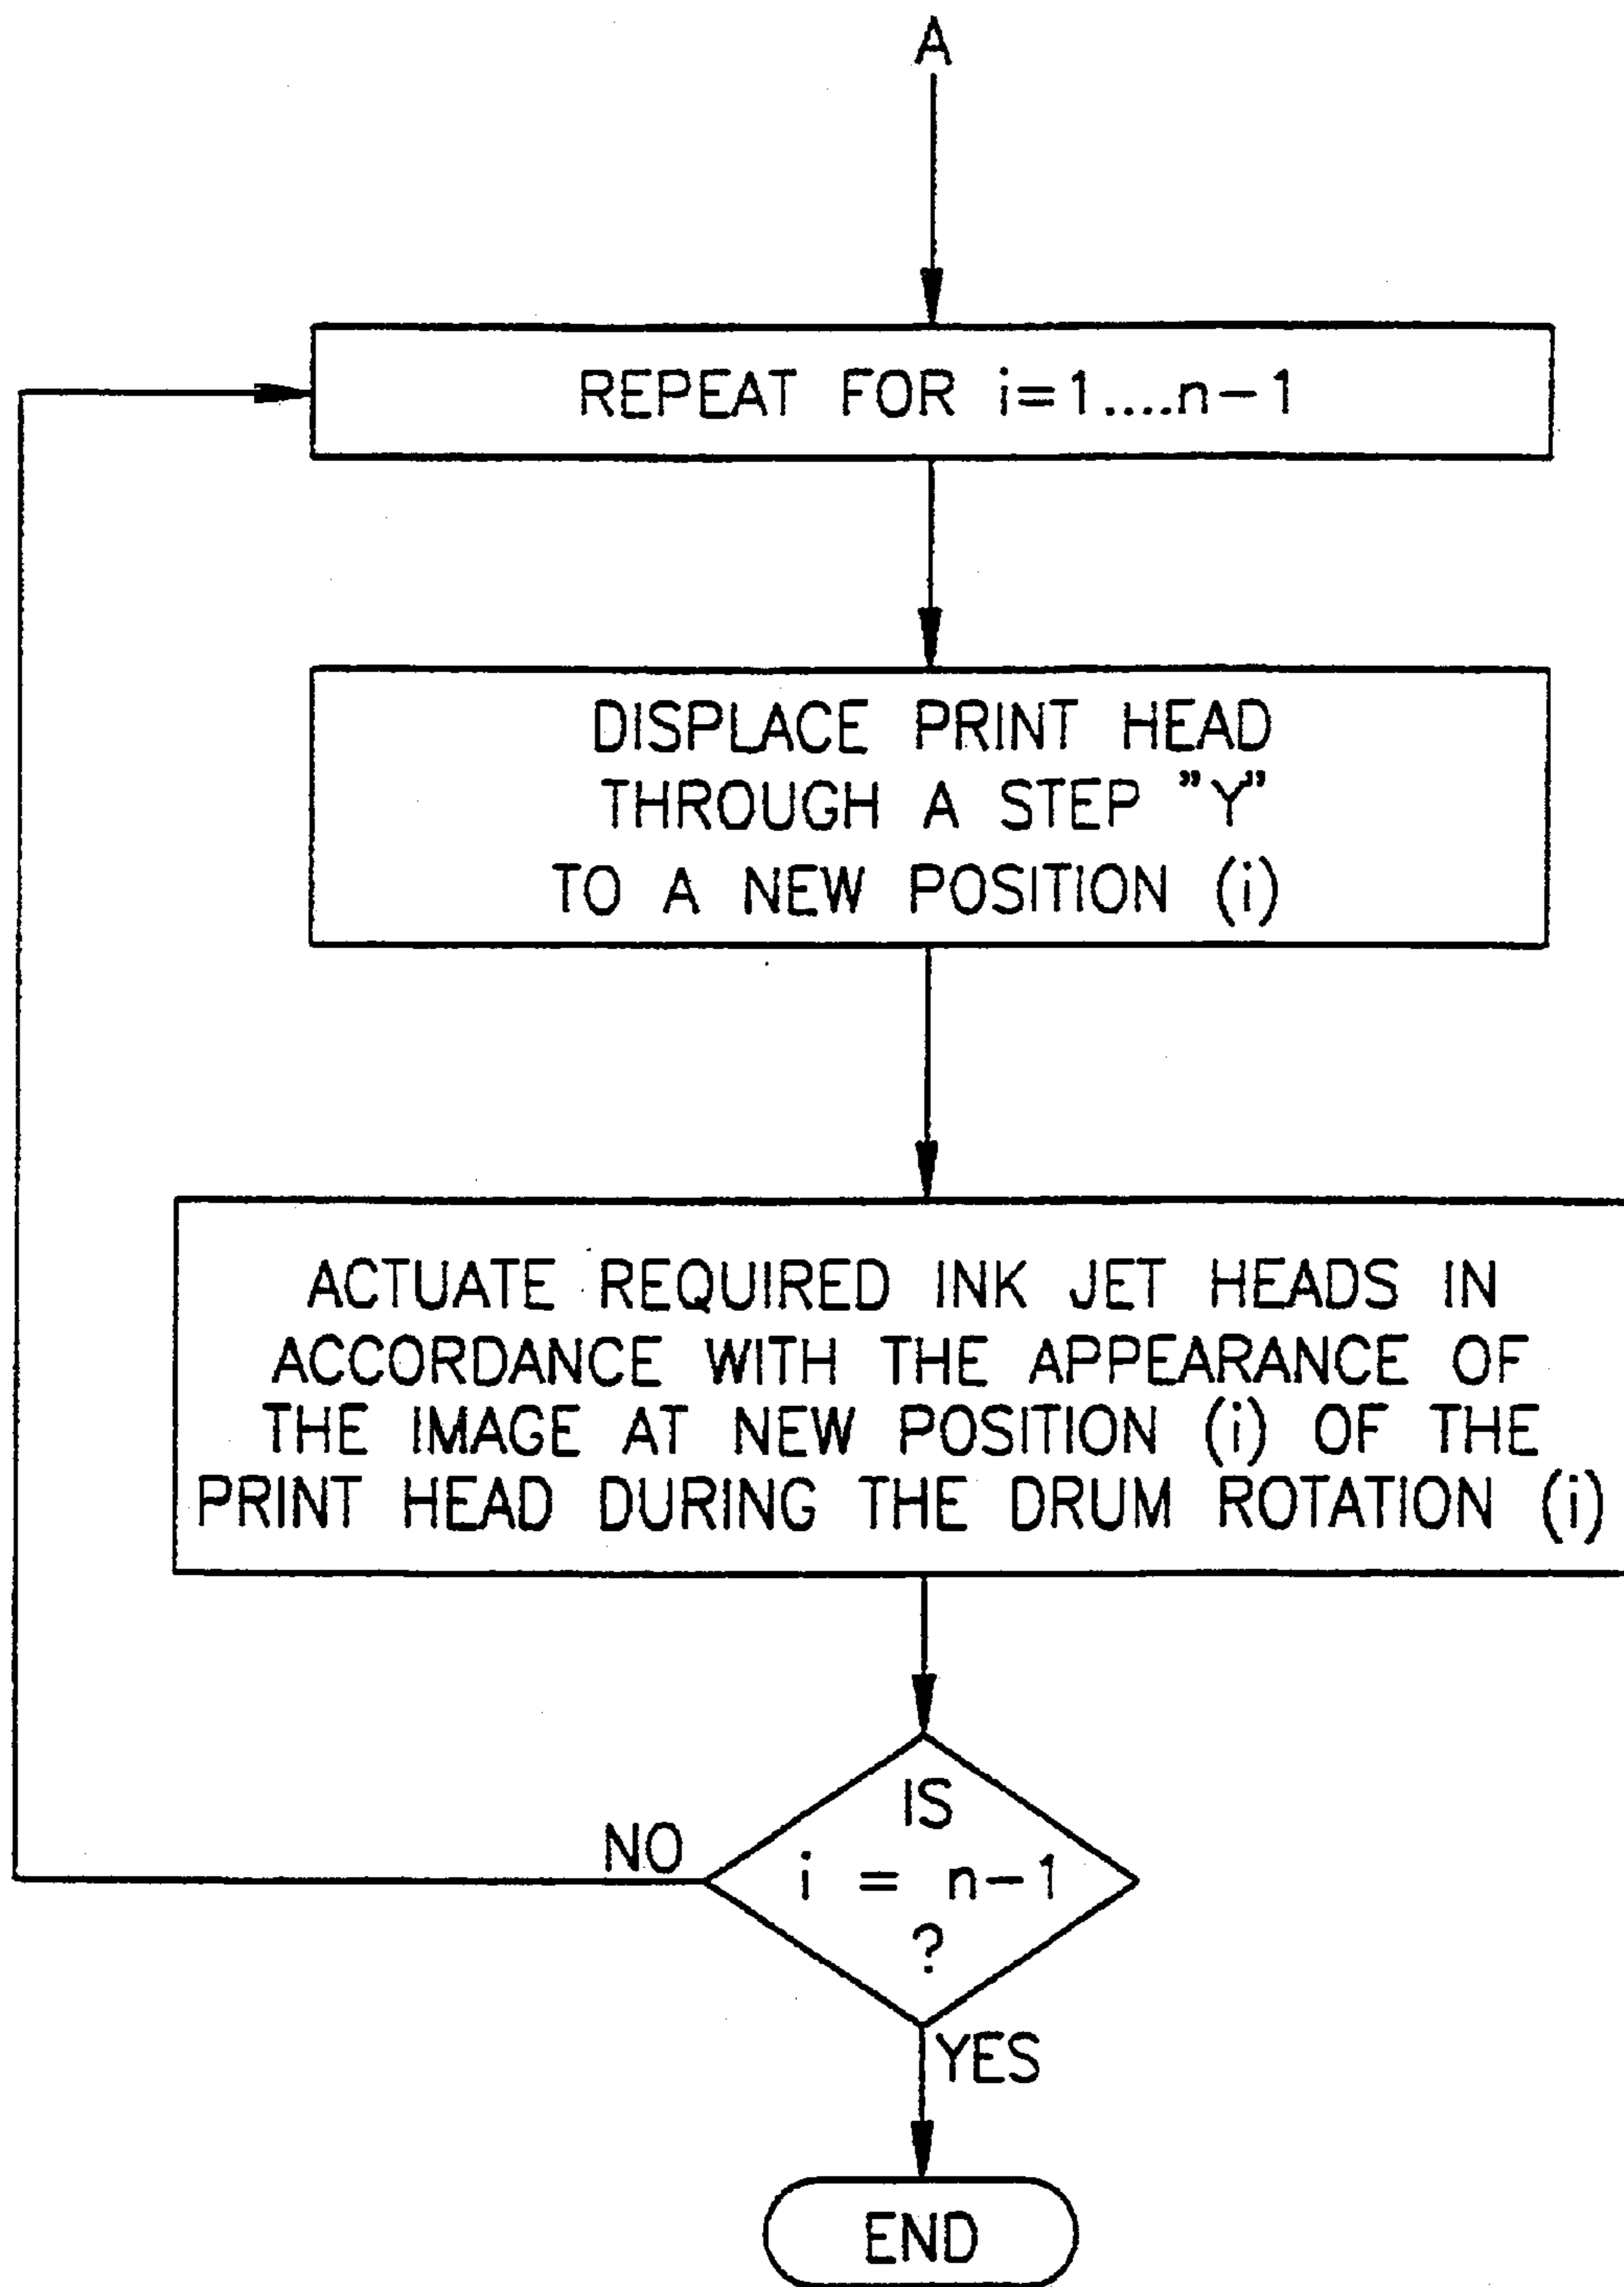 A
REPEAT FOR i=1....n-1
DISPLACE PRINT HEAD
THROUGH A STEP "Y"
TO A NEW POSITION (i)
ACTUATE REQUIRED INK JET HEADS IN
ACCORDANCE WITH THE APPEARANCE OF
THE IMAGE AT NEW POSITION (i) OF THE
PRINT HEAD DURING THE DRUM ROTATION (i)
IS
i = n-1
?
NO
YES
END